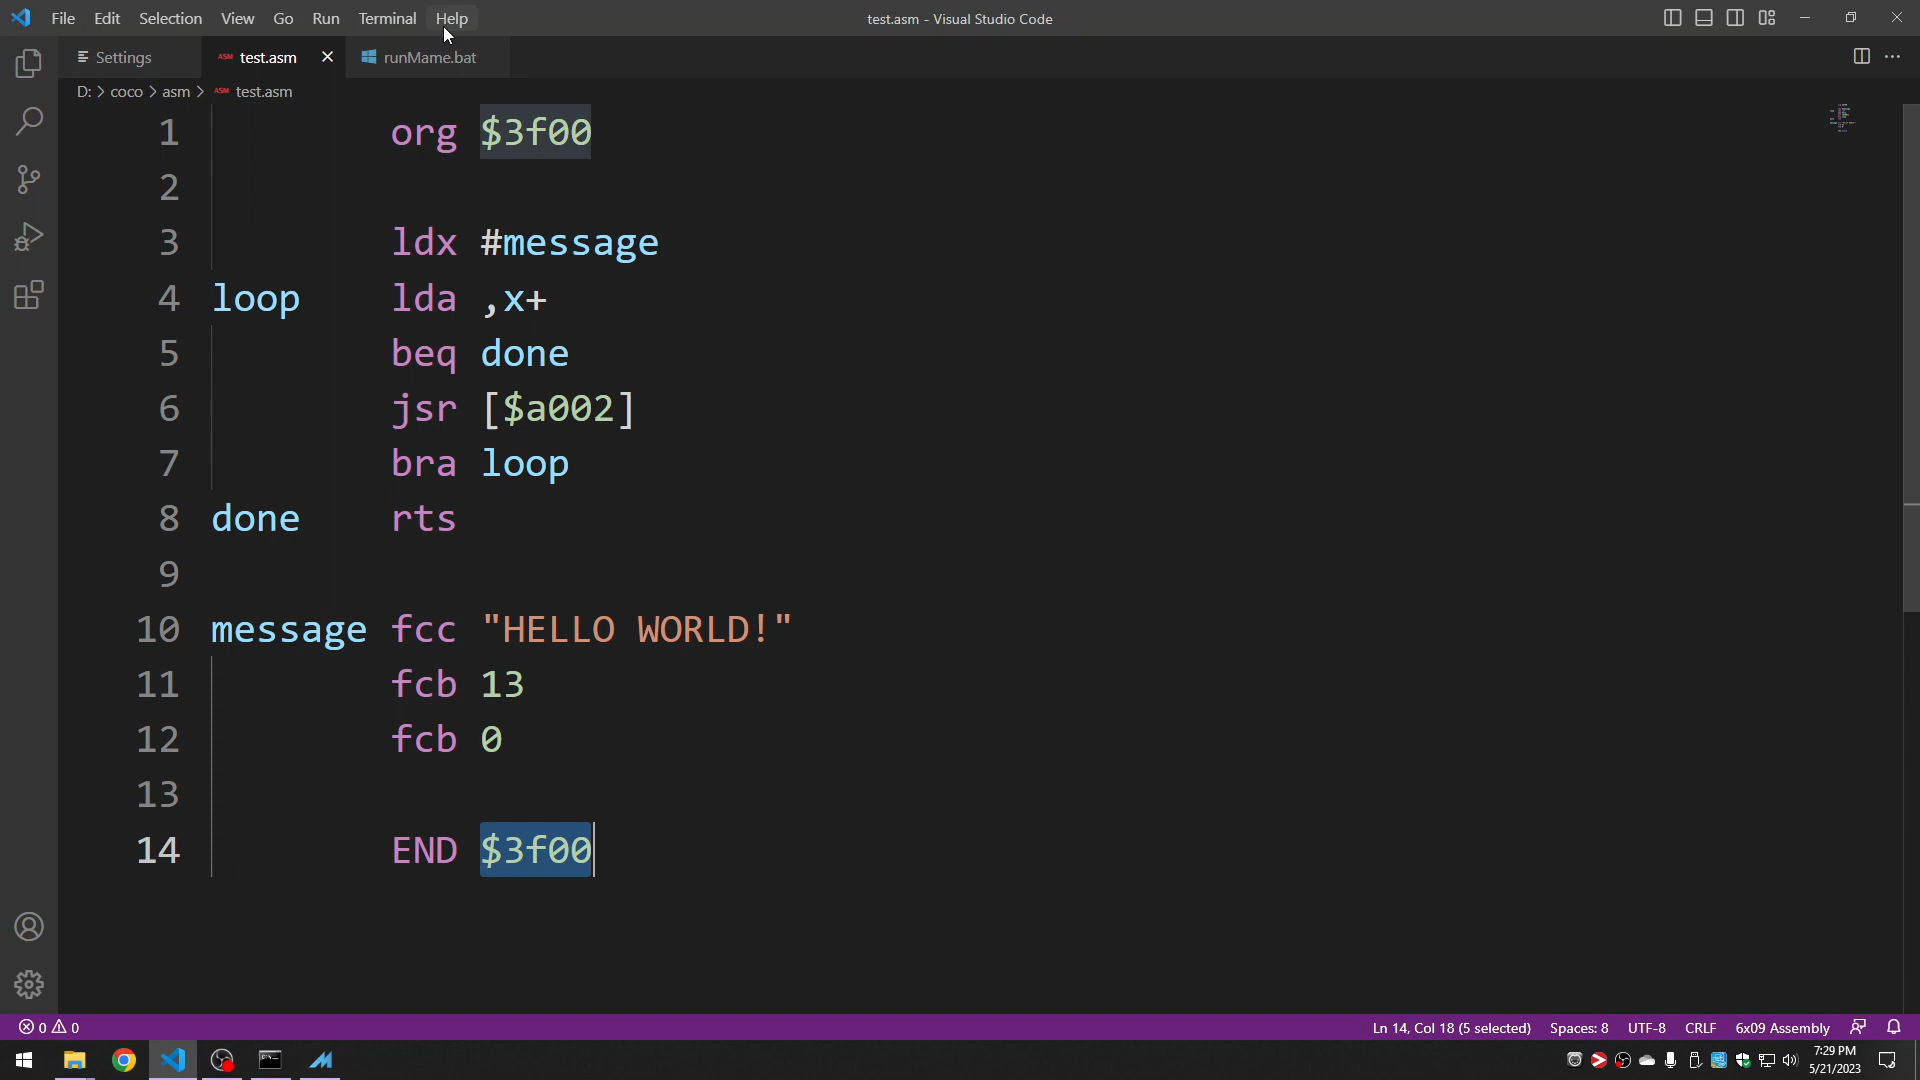 File Edit Selection View Go Run Terminal Help test.asm - Visual Studio Code
Settings ASM test.asm runMame.bat
D: > coco > asm > ASM test.asm
1 org $3f00
2
3 ldx #message
4 loop lda ,x+
5 beq done
6 jsr [$a002]
7 bra loop
8 done rts
9
10 message fcc "HELLO WORLD!"
11 fcb 13
12 fcb 0
13
14 END $3f00
0 0 Ln 14, Col 18 (5 selected) Spaces: 8 UTF-8 CRLF 6x09 Assembly
7:29 PM
5/21/2023